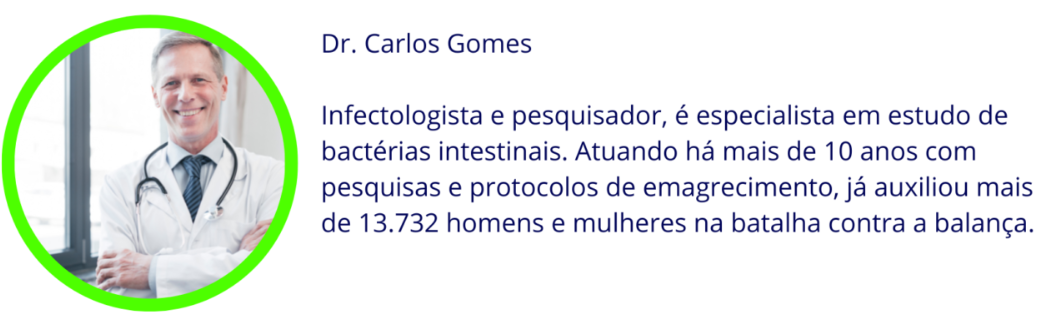 Dr. Carlos Gomes
Infectologista e pesquisador, é especialista em estudo de
bactérias intestinais. Atuando há mais de 10 anos com
pesquisas e protocolos de emagrecimento, já auxiliou mais
de 13.732 homens e mulheres na batalha contra a balança.